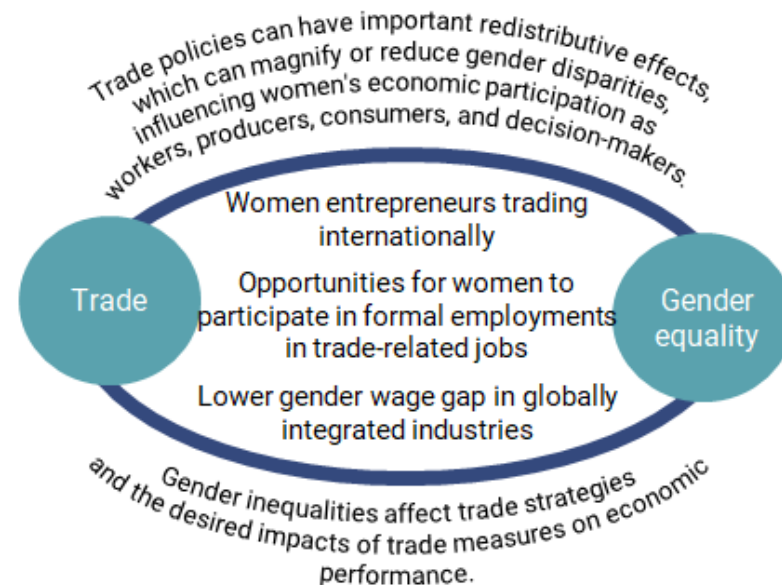 Trade policies can have important redistributive effects,
which can magnify or reduce gender disparities,
influencing women's economic participation as
workers, producers, consumers, and decision-makers.
Women entrepreneurs trading
internationally
Trade
Opportunities for women to
participate in formal employments
in trade-related jobs
Gender
equality
Lower gender wage gap in globally
integrated industries
Gender inequalities affect trade strategies
and the desired impacts of trade measures on economic
performance.